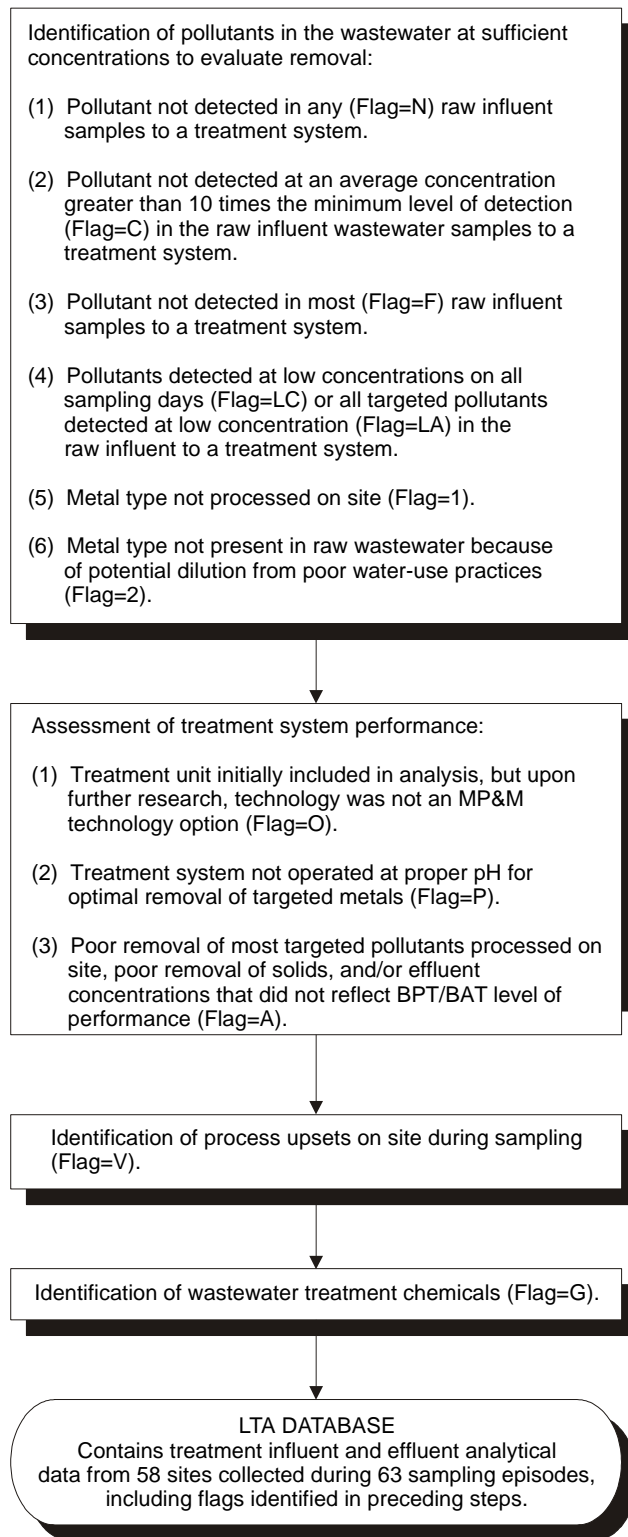 Identification of pollutants in the wastewater at sufficient
concentrations to evaluate removal:
(1) Pollutant not detected in any (Flag=N) raw influent
samples to a treatment system.
(2) Pollutant not detected at an average concentration
greater than 10 times the minimum level of detection
(Flag=C) in the raw influent wastewater samples to a
treatment system.
(3) Pollutant not detected in most (Flag=F) raw influent
samples to a treatment system.
(4) Pollutants detected at low concentrations on all
sampling days (Flag=LC) or all targeted pollutants
detected at low concentration (Flag=LA) in the
raw influent to a treatment system.
(5) Metal type not processed on site (Flag=1).
(6) Metal type not present in raw wastewater because
of potential dilution from poor water-use practices
(Flag=2).
Assessment of treatment system performance:
(1) Treatment unit initially included in analysis, but upon
further research, technology was not an MP&M
technology option (Flag=O).
(2) Treatment system not operated at proper pH for
optimal removal of targeted metals (Flag=P).
(3) Poor removal of most targeted pollutants processed on
site, poor removal of solids, and/or effluent
concentrations that did not reflect BPT/BAT level of
performance (Flag=A).
Identification of process upsets on site during sampling
(Flag=V).
Identification of wastewater treatment chemicals (Flag=G).
LTA DATABASE
Contains treatment influent and effluent analytical
data from 58 sites collected during 63 sampling episodes,
including flags identified in preceding steps.